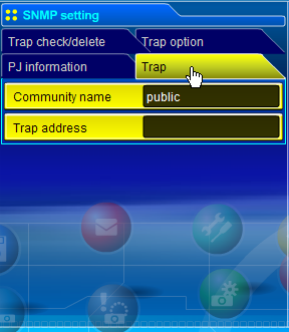 SNMP setting
Trap check/delete Trap option
PJ information Trap
Community name public
Trap address